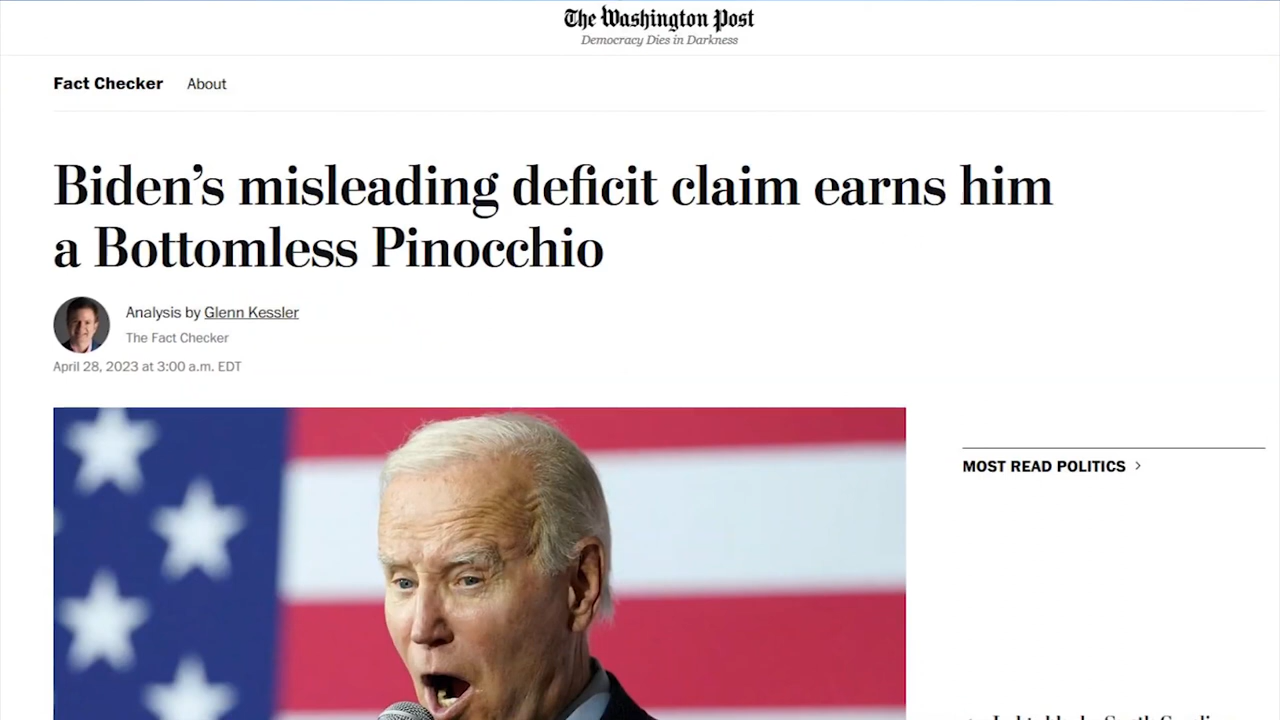 The Washington Post
Democracy Dies in Darkness
Fact Checker About
Biden's misleading deficit claim earns him
a Bottomless Pinocchio
Analysis by Glenn Kessler
The Fact Checker
April 28, 2023 at 3:00 a.m. EDT
MOST READ POLITICS >